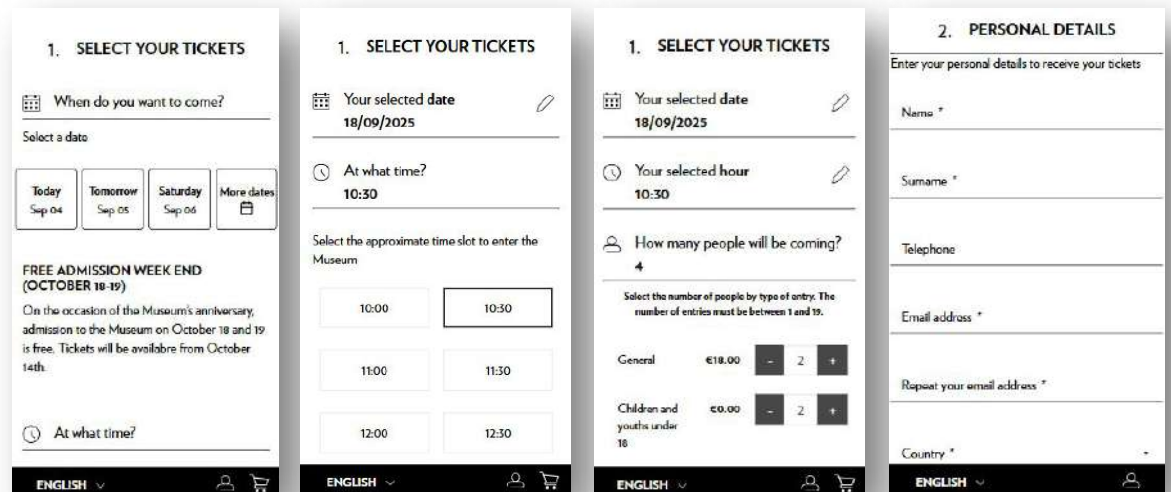 1. SELECT YOUR TICKETS
When do you want to come?
Select a date
Today
Sep 04
Tomorrow
Sep 05
Saturday
Sep 06
More dates
FREE ADMISSION WEEK END
(OCTOBER 18-19)
On the occasion of the Museum's anniversary,
admission to the Museum on October 18 and 19
is free. Tickets will be availabre from October
14th.
At what time?
ENGLISH
1. SELECT YOUR TICKETS
Your selected date
18/09/2025
At what time?
10:30
Select the approximate time slot to enter the
Museum
10:00
10:30
11:00
11:30
12:00
12:30
ENGLISH
1. SELECT YOUR TICKETS
Your selected date
18/09/2025
Your selected hour
10:30
How many people will be coming?
4
Select the number of people by type of entry. The
number of entries must be between 1 and 19.
General €18.00 - 2 +
Children and €0.00 - 2 +
youths under
18
ENGLISH
2. PERSONAL DETAILS
Enter your personal details to receive your tickets
Name *
Surname *
Telephone
Email address *
Repeat your email address *
Country *
ENGLISH